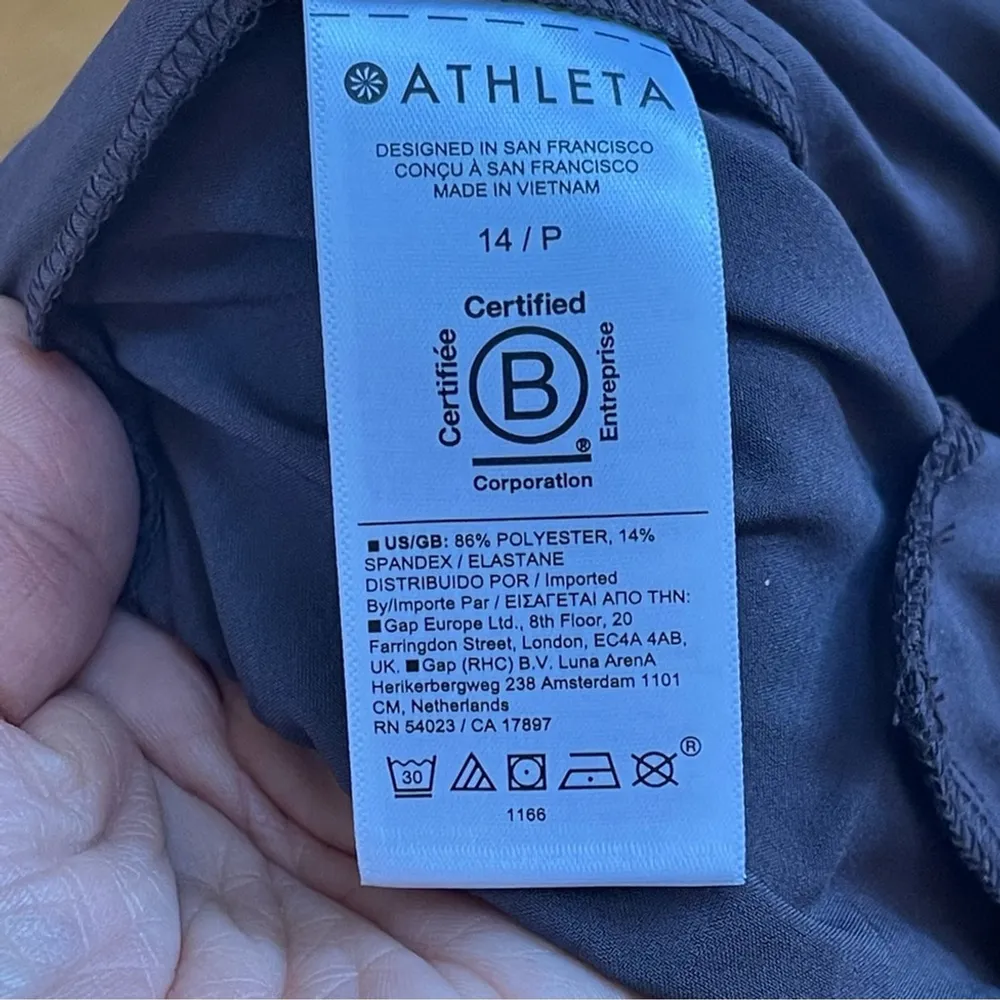 ATHLETA
DESIGNED IN SAN FRANCISCO
CONÇU À SAN FRANCISCO
MADE IN VIETNAM
14 / P
Certified
Certifiée
B
Entreprise
®
Corporation
US/GB: 86% POLYESTER, 14%
SPANDEX / ELASTANE
DISTRIBUIDO POR / Imported
By/Importe Par / ΕΙΣΑΓΕΤΑΙ ΑΠΟ ΤΗΝ:
Gap Europe Ltd., 8th Floor, 20
Farringdon Street, London, EC4A 4AB,
UK. Gap (RHC) B.V. Luna ArenA
Herikerbergweg 238 Amsterdam 1101
CM, Netherlands
RN 54023 / CA 17897
30 ®
1166